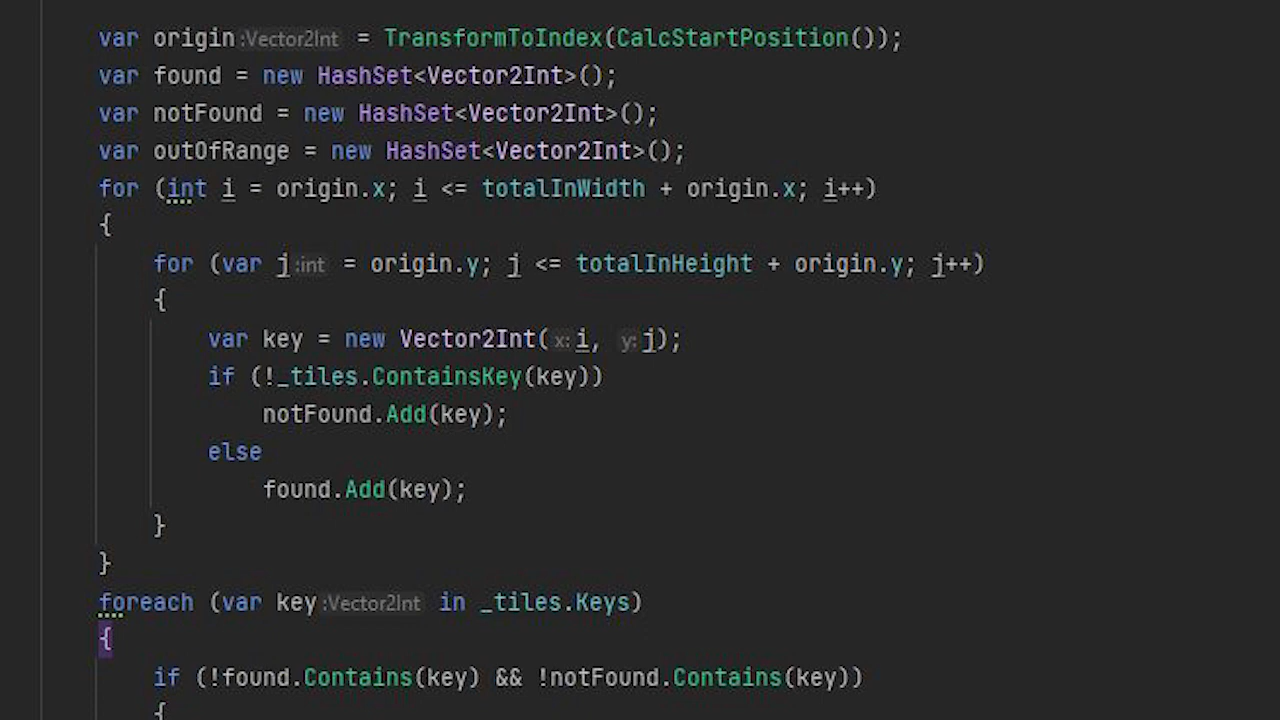 var origin:Vector2Int = TransformToIndex(CalcStartPosition());
var found = new HashSet<Vector2Int>();
var notFound = new HashSet<Vector2Int>();
var outOfRange = new HashSet<Vector2Int>();
for (int i = origin.x; i <= totalInWidth + origin.x; i++)
{
for (var j:int = origin.y; j <= totalInHeight + origin.y; j++)
{
var key = new Vector2Int(x:i, y:j);
if (!_tiles.ContainsKey(key))
notFound.Add(key);
else
found.Add(key);
}
}
foreach (var key:Vector2Int in _tiles.Keys)
{
if (!found.Contains(key) && !notFound.Contains(key))
{